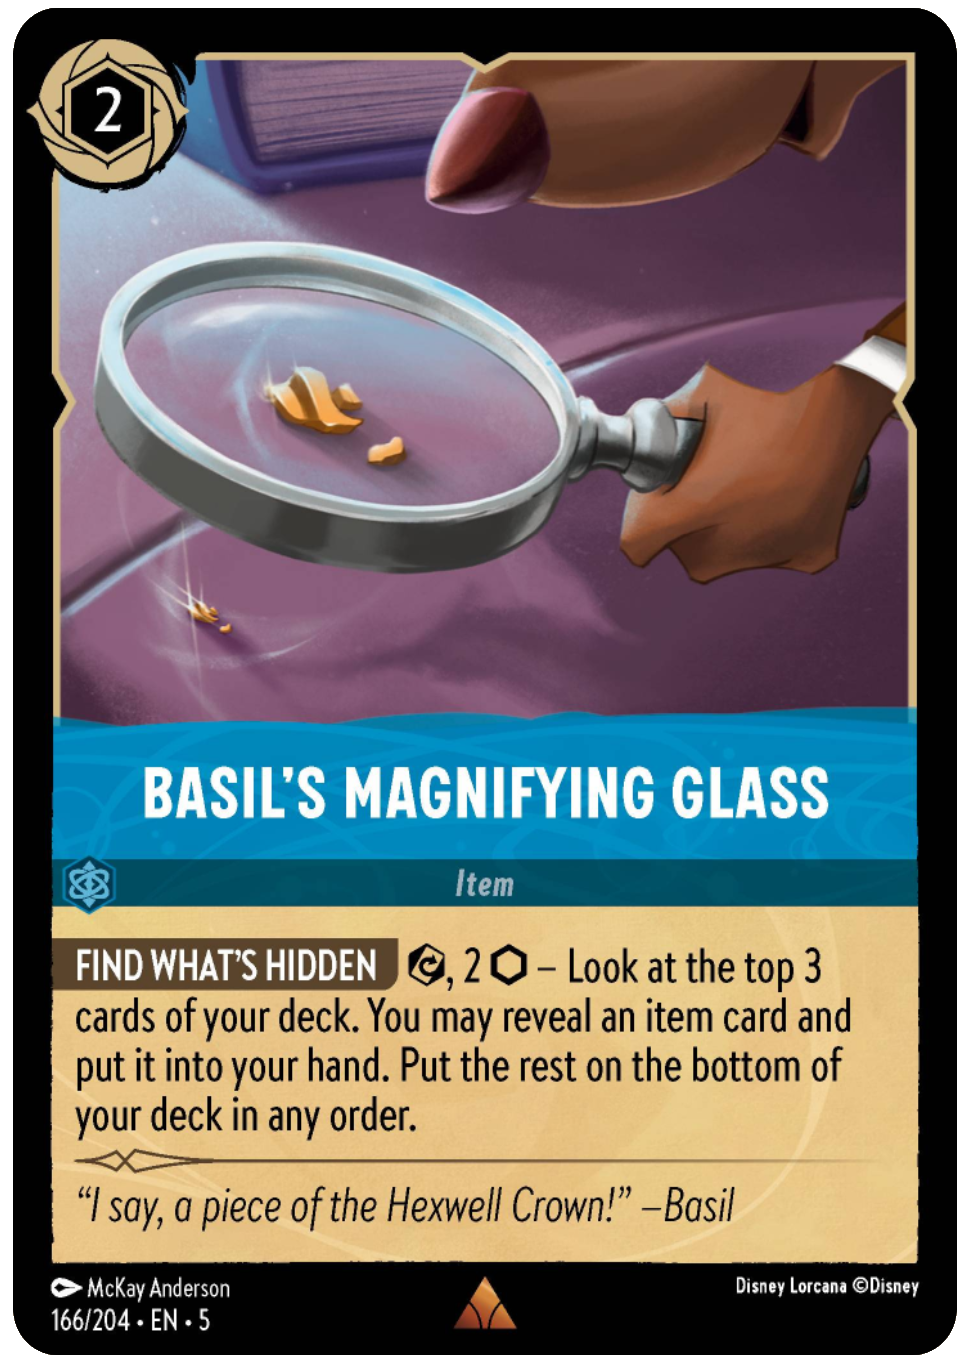 2
BASIL'S MAGNIFYING GLASS
Item
FIND WHAT'S HIDDEN , 2 – Look at the top 3
cards of your deck. You may reveal an item card and
put it into your hand. Put the rest on the bottom of
your deck in any order.
“I say, a piece of the Hexwell Crown!” –Basil
McKay Anderson
Disney Lorcana ©Disney
166/204 • EN • 5